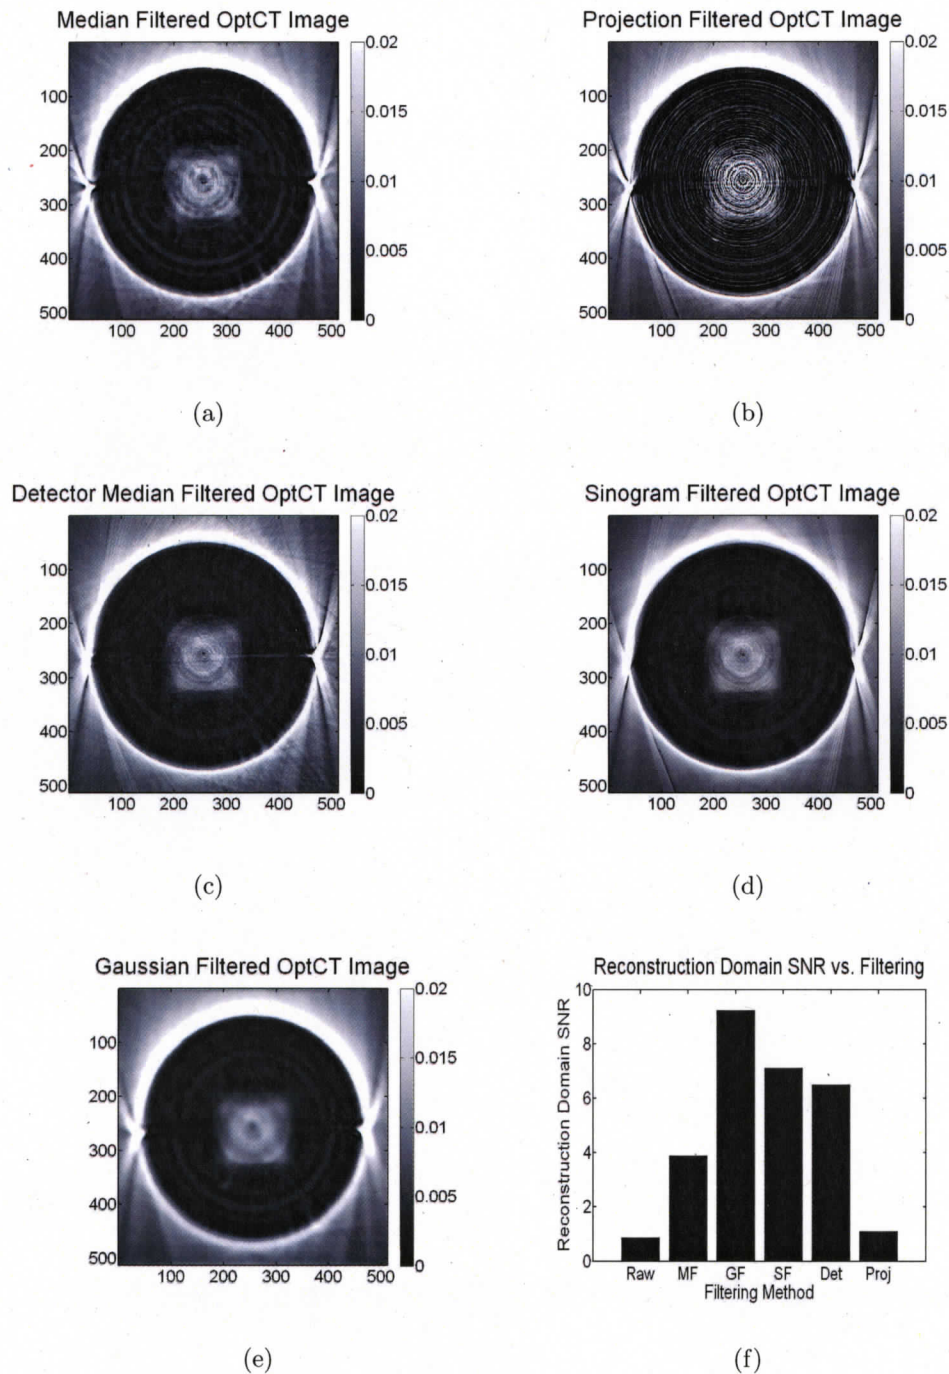 Median Filtered OptCT Image
0.02
0.015
0.01
0.005
0
100
200
300
400
500
100 200 300 400 500
(a)
Projection Filtered OptCT Image
0.02
0.015
0.01
0.005
0
100
200
300
400
500
100 200 300 400 500
(b)
Detector Median Filtered OptCT Image
0.02
0.015
0.01
0.005
0
100
200
300
400
500
100 200 300 400 500
(c)
Sinogram Filtered OptCT Image
0.02
0.015
0.01
0.005
0
100
200
300
400
500
100 200 300 400 500
(d)
Gaussian Filtered OptCT Image
0.02
0.015
0.01
0.005
0
100
200
300
400
500
100 200 300 400 500
(e)
Reconstruction Domain SNR vs. Filtering
Reconstruction Domain SNR
10
8
6
4
2
0
Raw MF GF SF Det Proj
Filtering Method
(f)